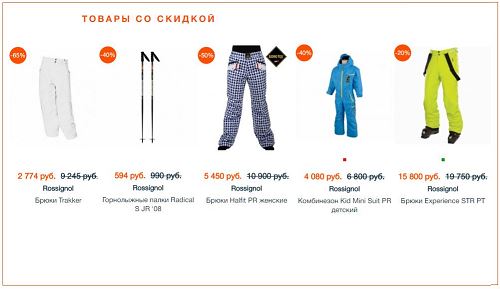 ТОВАРЫ СО СКИДКОЙ
-65%
-40%
-50%
-40%
-20%
2 774 руб. 9 245 руб.
Rossignol
Брюки Trakker
594 руб. 990 руб.
Rossignol
Горнолыжные палки Radical
S JR '08
5 450 руб. 10 900 руб.
Rossignol
Брюки Halfit PR женские
4 080 руб. 6 800 руб.
Rossignol
Комбинезон Kid Mini Suit PR
детский
15 800 руб. 19 750 руб.
Rossignol
Брюки Experience STR PT